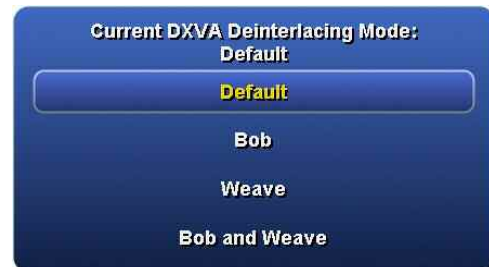 Current DXVA Deinterlacing Mode:
Default
Default
Bob
Weave
Bob and Weave